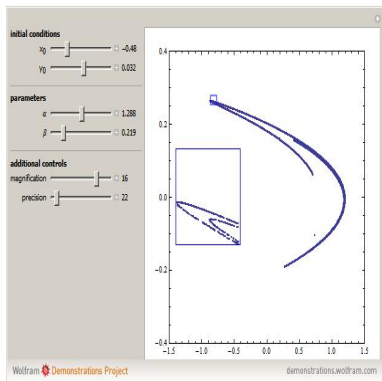 initial conditions
x0 −0.48
y0 0.032
parameters
α 1.288
β 0.219
additional controls
magnification 16
precision 22
0.4
0.2
0.0
−0.2
−0.4
−1.5 −1.0 −0.5 0.0 0.5 1.0 1.5
Wolfram Demonstrations Project
demonstrations.wolfram.com